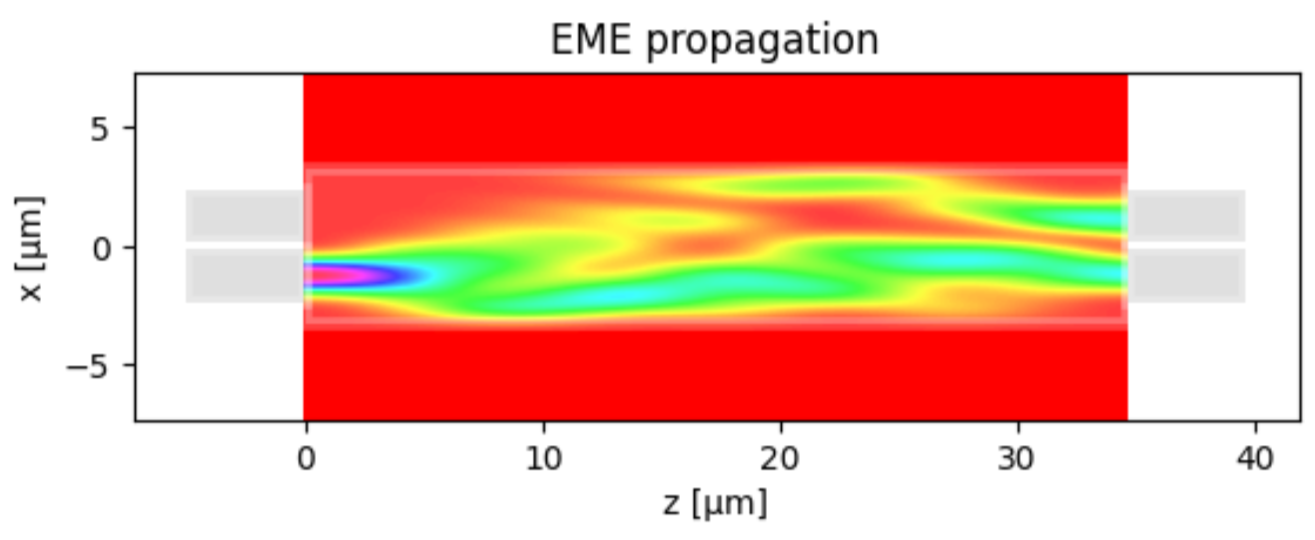 EME propagation
x [µm]
5
0
−5
0 10 20 30 40
z [µm]